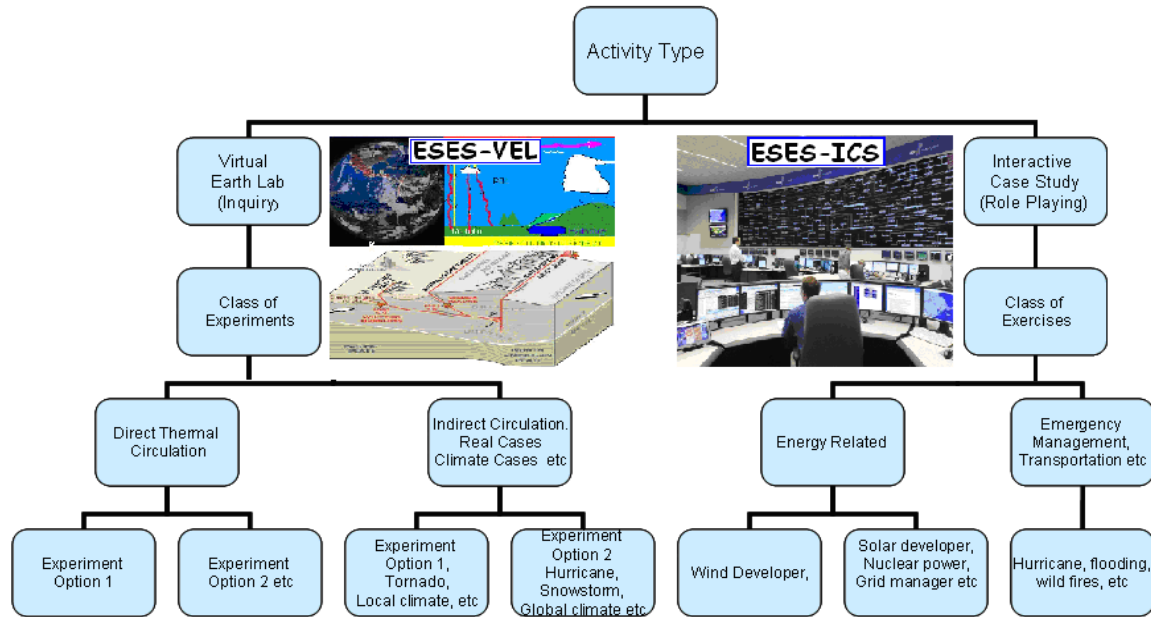 Activity Type
Virtual
Earth Lab
(Inquiry)
ESES-VEL
ESES-ICS
Interactive
Case Study
(Role Playing)
Class of
Experiments
Class of
Exercises
Direct Thermal
Circulation
Indirect Circulation.
Real Cases
Climate Cases etc
Energy Related
Emergency
Management,
Transportation etc
Experiment
Option 1
Experiment
Option 2 etc
Experiment
Option 1,
Tornado,
Local climate, etc
Experiment
Option 2
Hurricane,
Snowstorm,
Global climate etc
Wind Developer,
Solar developer,
Nuclear power,
Grid manager etc
Hurricane, flooding,
wild fires, etc